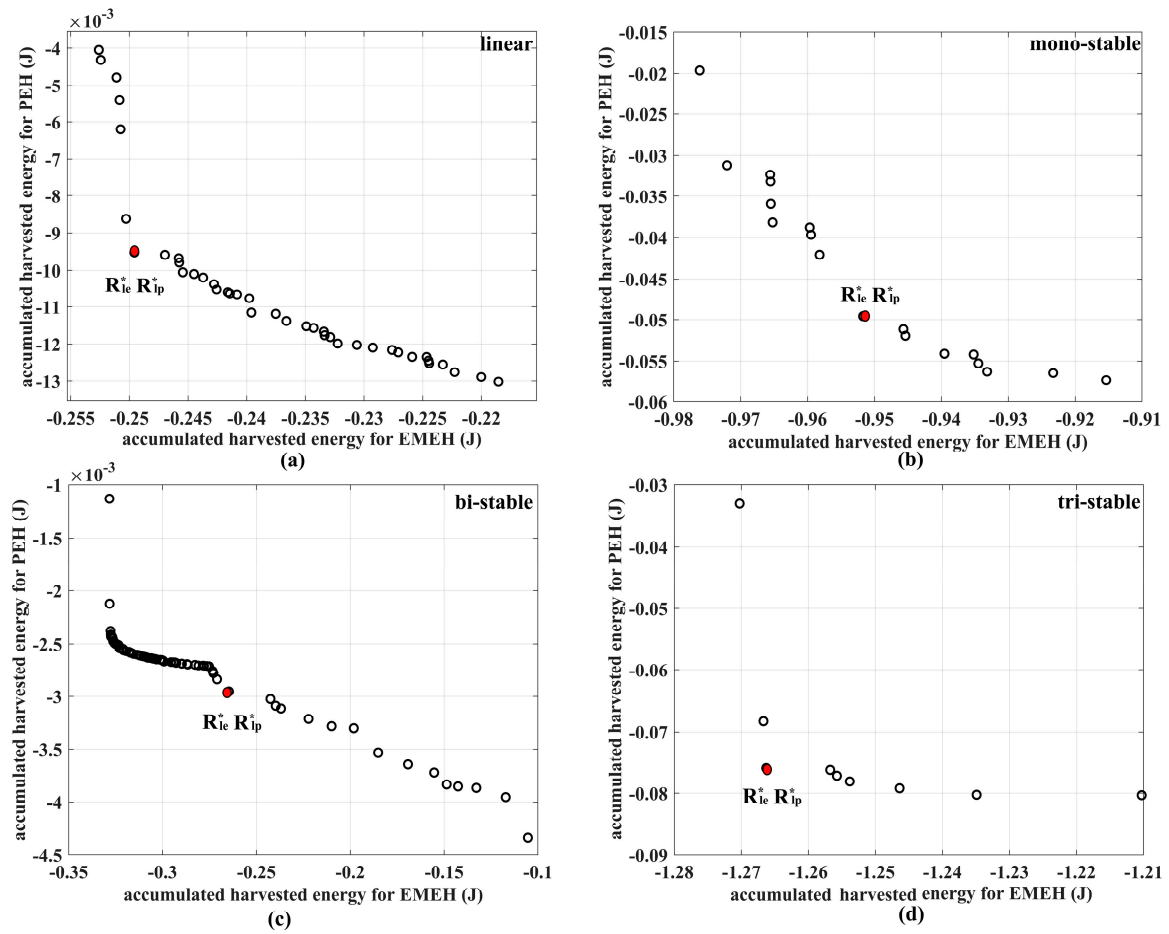 ×10⁻³
linear
accumulated harvested energy for PEH (J)
-4
-5
-6
-7
-8
-9
-10
-11
-12
-13
R*le R*lp
-0.255 -0.25 -0.245 -0.24 -0.235 -0.23 -0.225 -0.22
accumulated harvested energy for EMEH (J)
(a)
mono-stable
accumulated harvested energy for PEH (J)
-0.015
-0.02
-0.025
-0.03
-0.035
-0.04
-0.045
-0.05
-0.055
-0.06
R*le R*lp
-0.98 -0.97 -0.96 -0.95 -0.94 -0.93 -0.92 -0.91
accumulated harvested energy for EMEH (J)
(b)
×10⁻³
bi-stable
accumulated harvested energy for PEH (J)
-1
-1.5
-2
-2.5
-3
-3.5
-4
-4.5
R*le R*lp
-0.35 -0.3 -0.25 -0.2 -0.15 -0.1
accumulated harvested energy for EMEH (J)
(c)
tri-stable
accumulated harvested energy for PEH (J)
-0.03
-0.04
-0.05
-0.06
-0.07
-0.08
-0.09
R*le R*lp
-1.28 -1.27 -1.26 -1.25 -1.24 -1.23 -1.22 -1.21
accumulated harvested energy for EMEH (J)
(d)